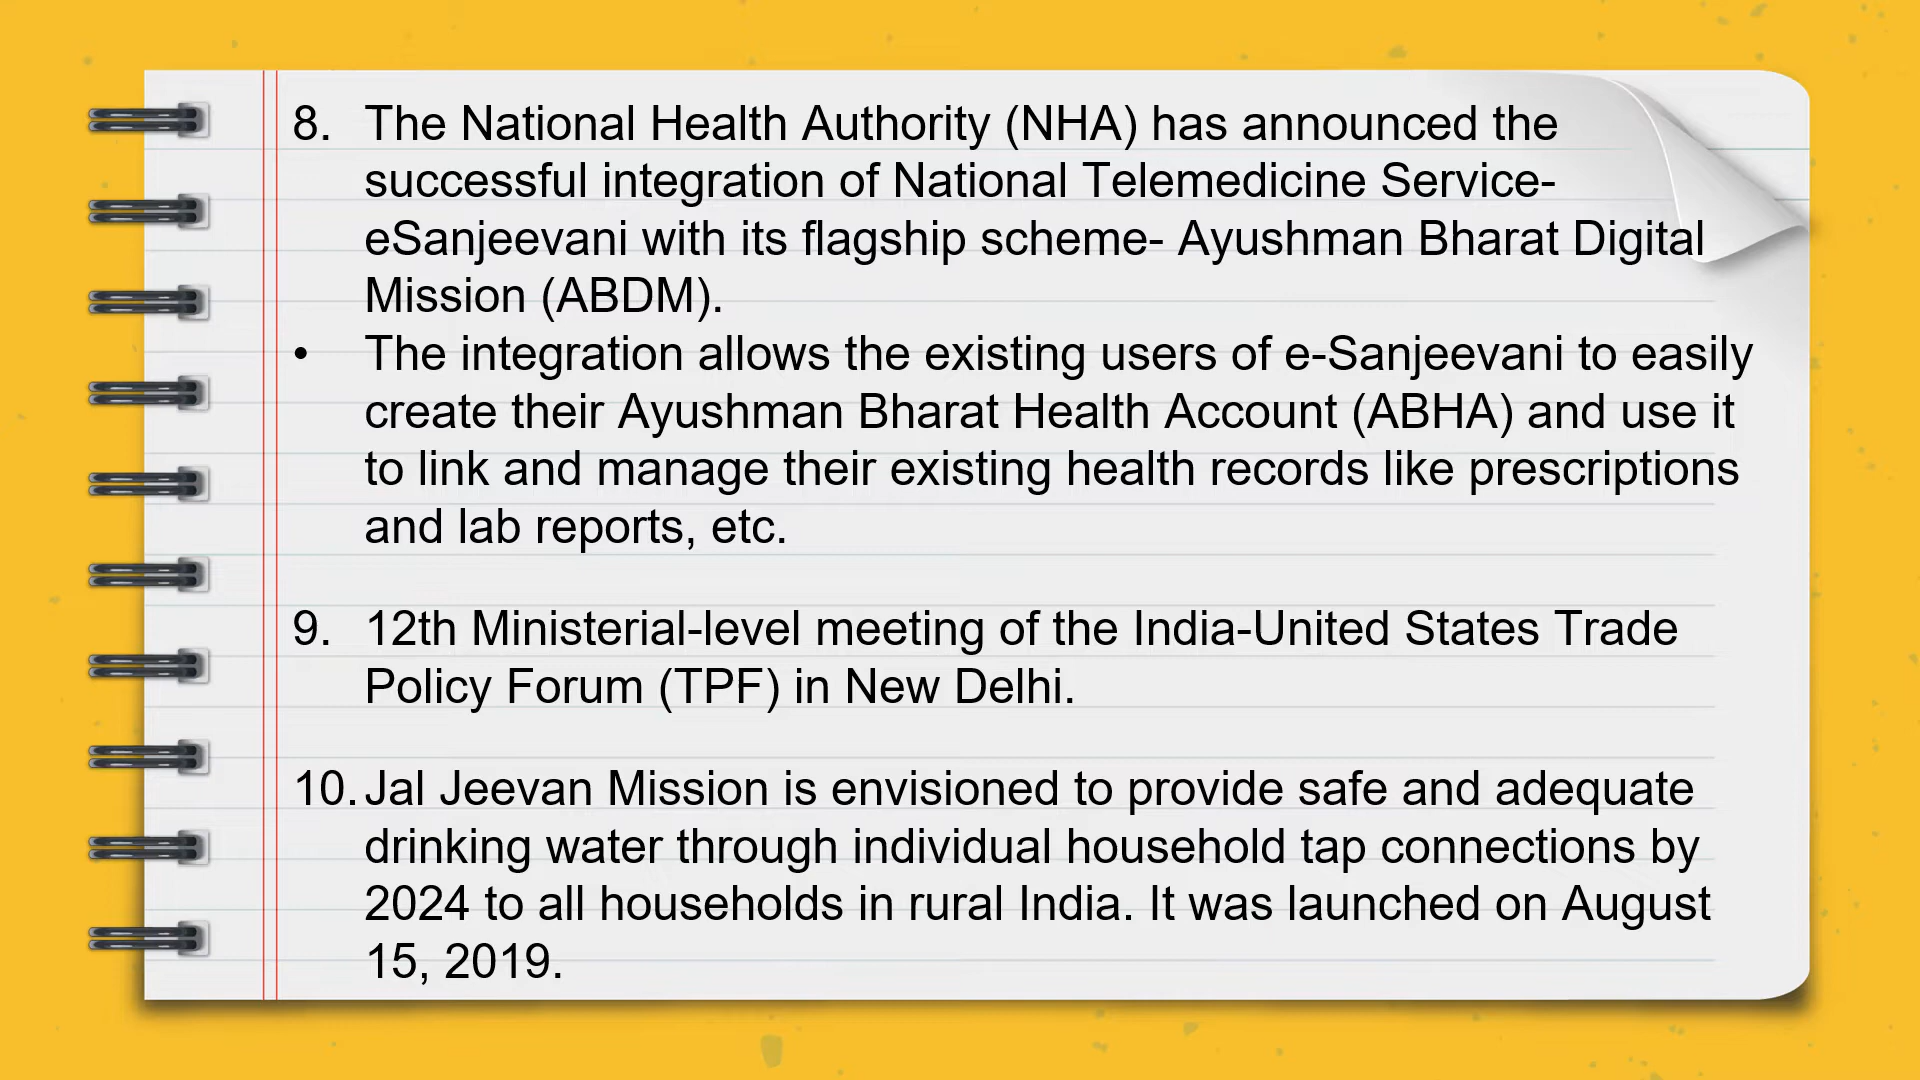 8. The National Health Authority (NHA) has announced the
successful integration of National Telemedicine Service-
eSanjeevani with its flagship scheme- Ayushman Bharat Digital
Mission (ABDM).
• The integration allows the existing users of e-Sanjeevani to easily
create their Ayushman Bharat Health Account (ABHA) and use it
to link and manage their existing health records like prescriptions
and lab reports, etc.
9. 12th Ministerial-level meeting of the India-United States Trade
Policy Forum (TPF) in New Delhi.
10. Jal Jeevan Mission is envisioned to provide safe and adequate
drinking water through individual household tap connections by
2024 to all households in rural India. It was launched on August
15, 2019.